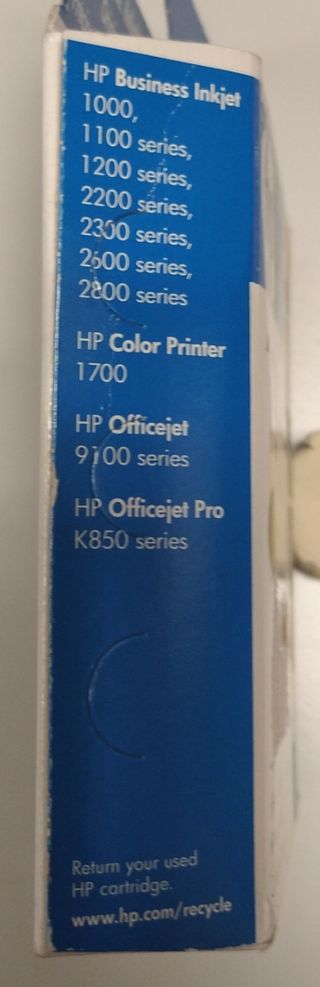 HP Business Inkjet
1000,
1100 series,
1200 series,
2200 series,
2300 series,
2600 series,
2800 series
HP Color Printer
1700
HP Officejet
9100 series
HP Officejet Pro
K850 series
Return your used
HP cartridge.
www.hp.com/recycle